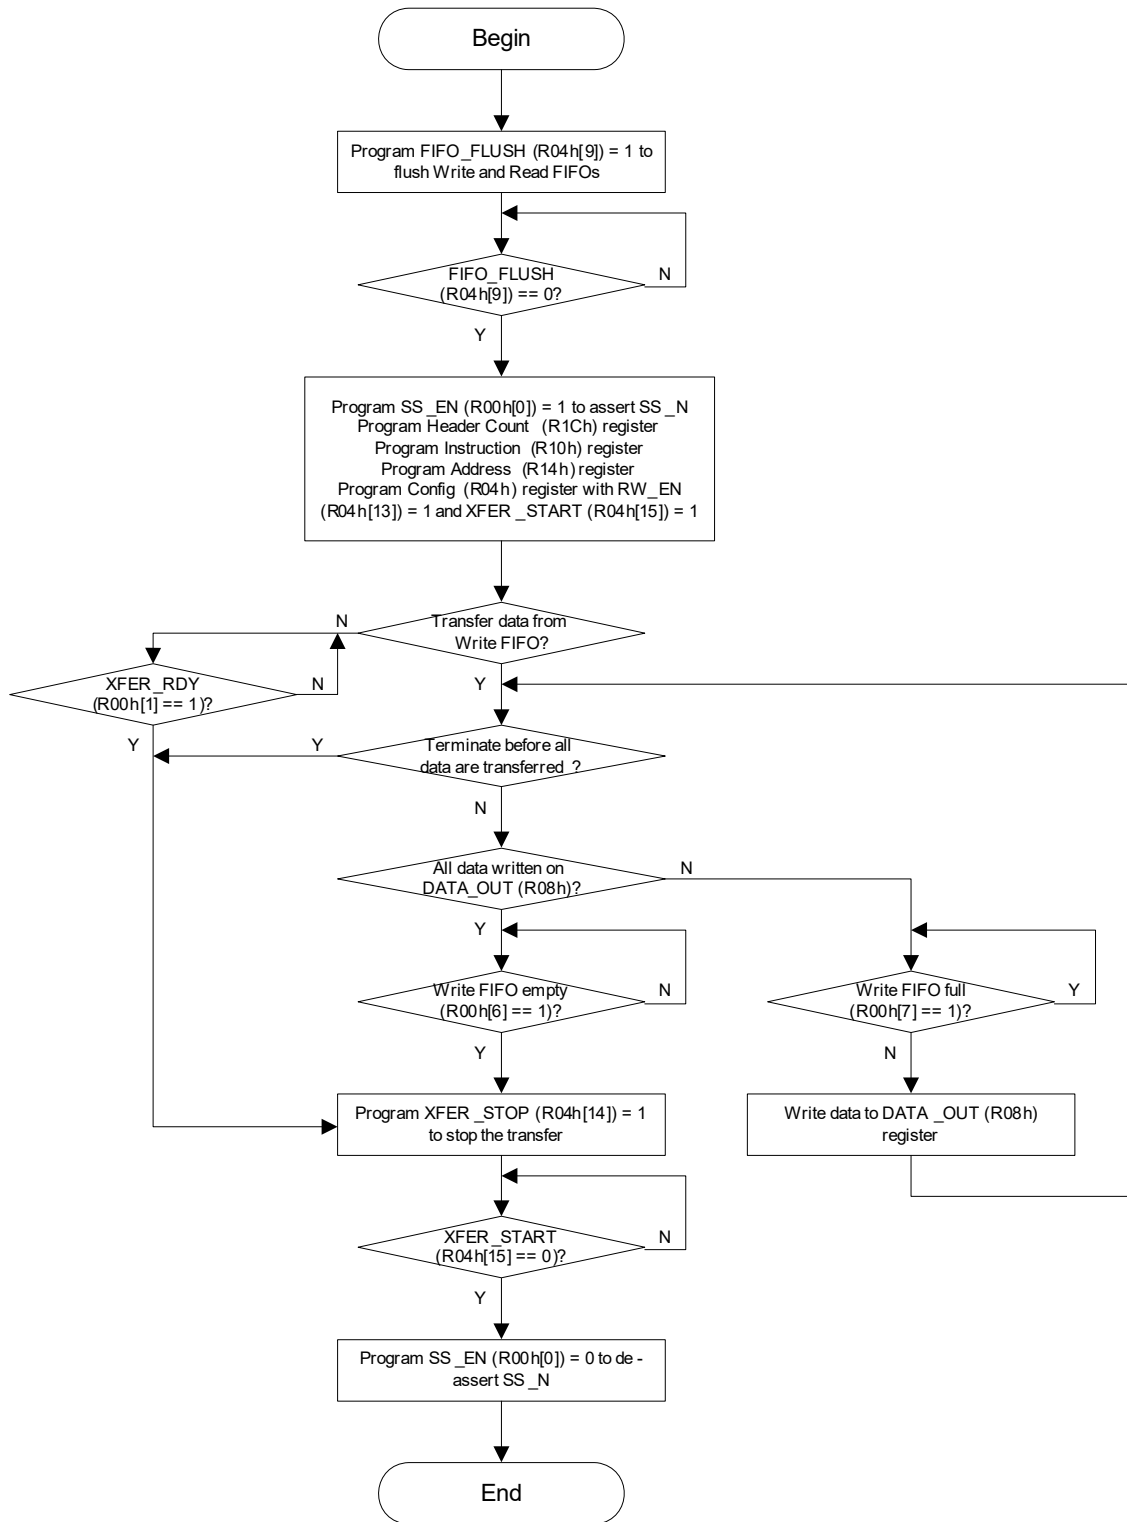 Begin
Program FIFO_FLUSH (R04h[9]) = 1 to
flush Write and Read FIFOs
FIFO_FLUSH
(R04h[9]) == 0?
N
Y
Program SS_EN (R00h[0]) = 1 to assert SS_N
Program Header Count (R1Ch) register
Program Instruction (R10h) register
Program Address (R14h) register
Program Config (R04h) register with RW_EN
(R04h[13]) = 1 and XFER_START (R04h[15]) = 1
Transfer data from
Write FIFO?
N
Y
XFER_RDY
(R00h[1] == 1)?
N
Y
Terminate before all
data are transferred ?
Y
N
All data written on
DATA_OUT (R08h)?
N
Y
Write FIFO empty
(R00h[6] == 1)?
N
Y
Write FIFO full
(R00h[7] == 1)?
Y
N
Program XFER_STOP (R04h[14]) = 1
to stop the transfer
Write data to DATA_OUT (R08h)
register
XFER_START
(R04h[15] == 0)?
N
Y
Program SS_EN (R00h[0]) = 0 to de-
assert SS_N
End